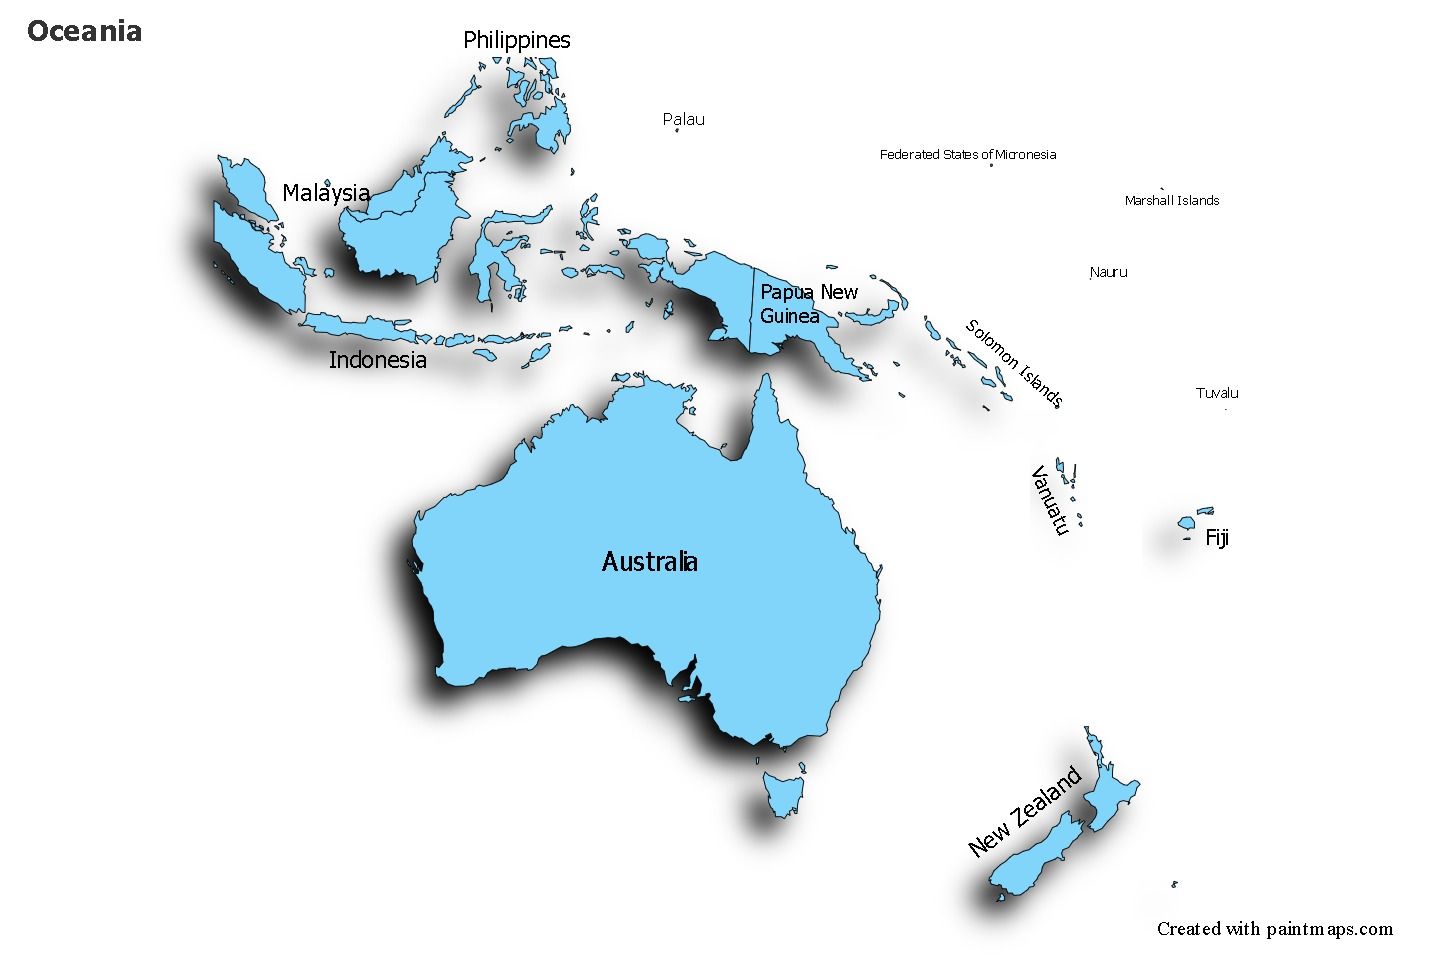 Oceania
Philippines
Palau
Federated States of Micronesia
Malaysia
Marshall Islands
Nauru
Papua New
Guinea
Solomon Islands
Indonesia
Tuvalu
Vanuatu
Fiji
Australia
New Zealand
Created with paintmaps.com